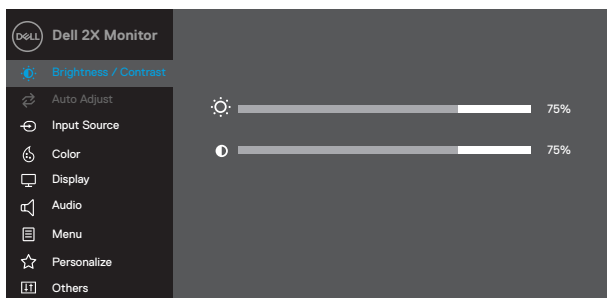 DELL Dell 2X Monitor
Brightness / Contrast
Auto Adjust
75%
Input Source
Color
75%
Display
Audio
Menu
Personalize
Others